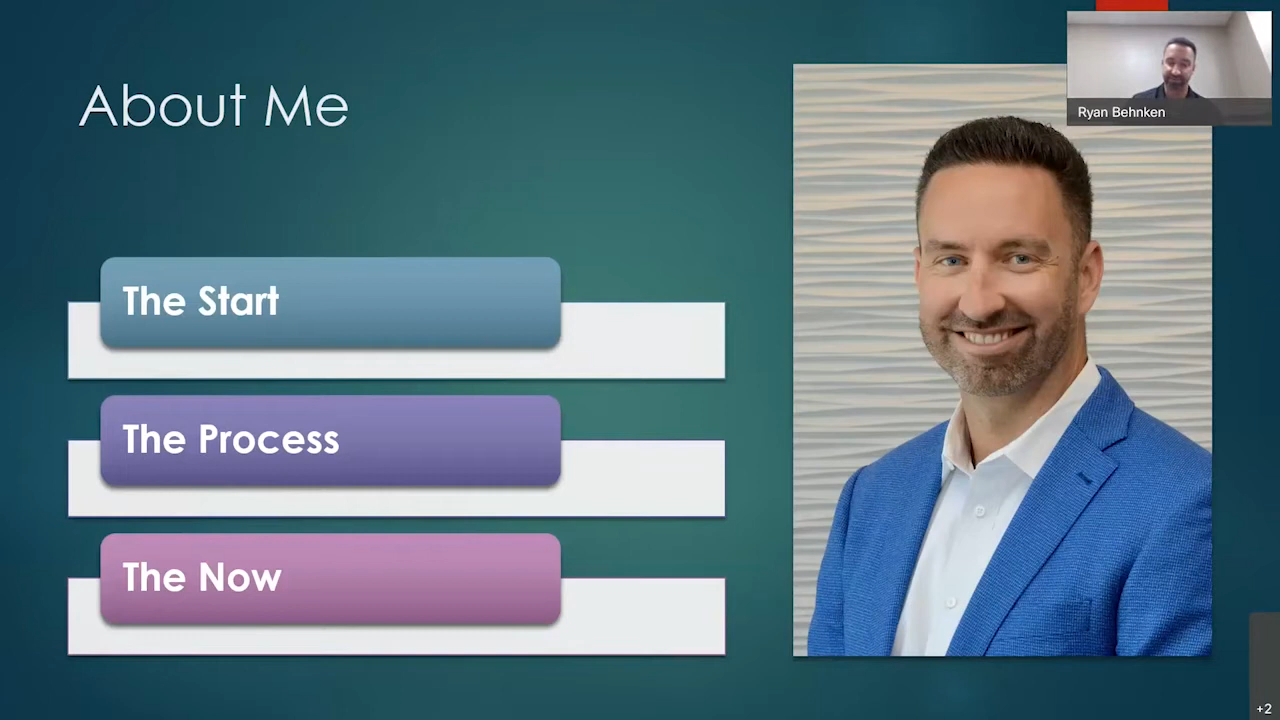 About Me
Ryan Behnken
The Start
The Process
The Now
+2